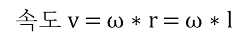 속도 v = ω * r = ω * l